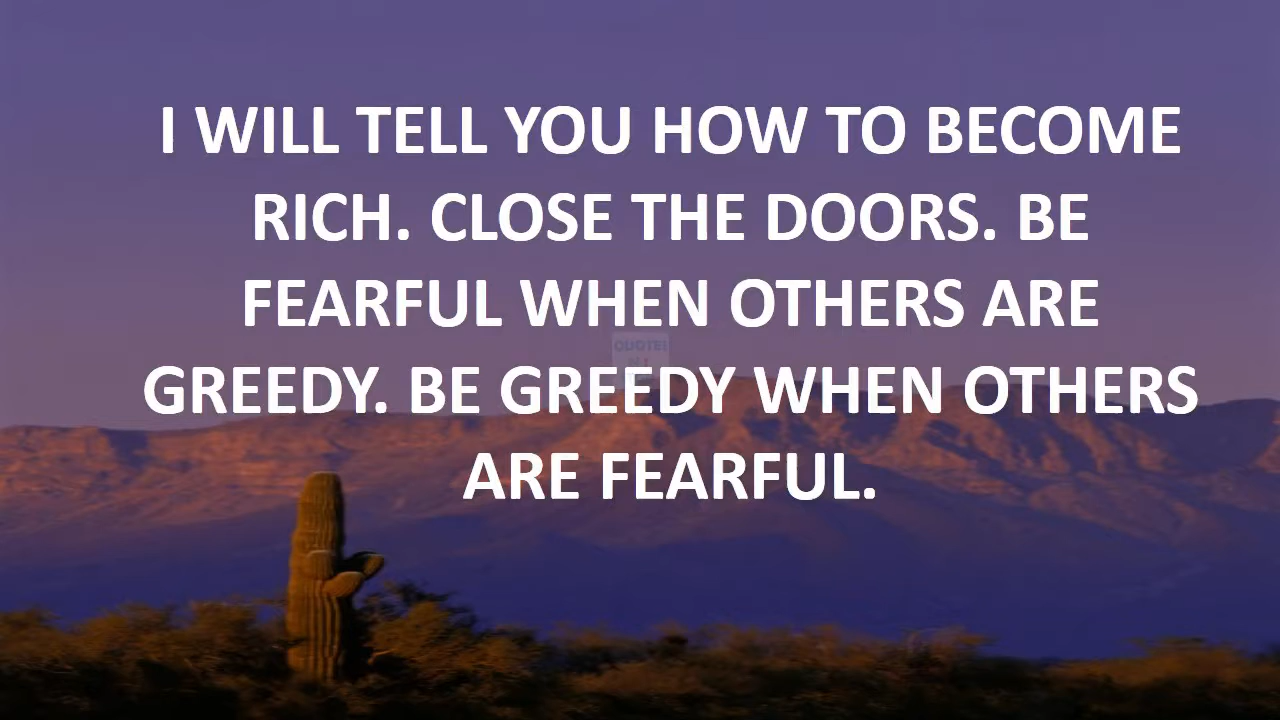 I WILL TELL YOU HOW TO BECOME
RICH. CLOSE THE DOORS. BE
FEARFUL WHEN OTHERS ARE
GREEDY. BE GREEDY WHEN OTHERS
ARE FEARFUL.